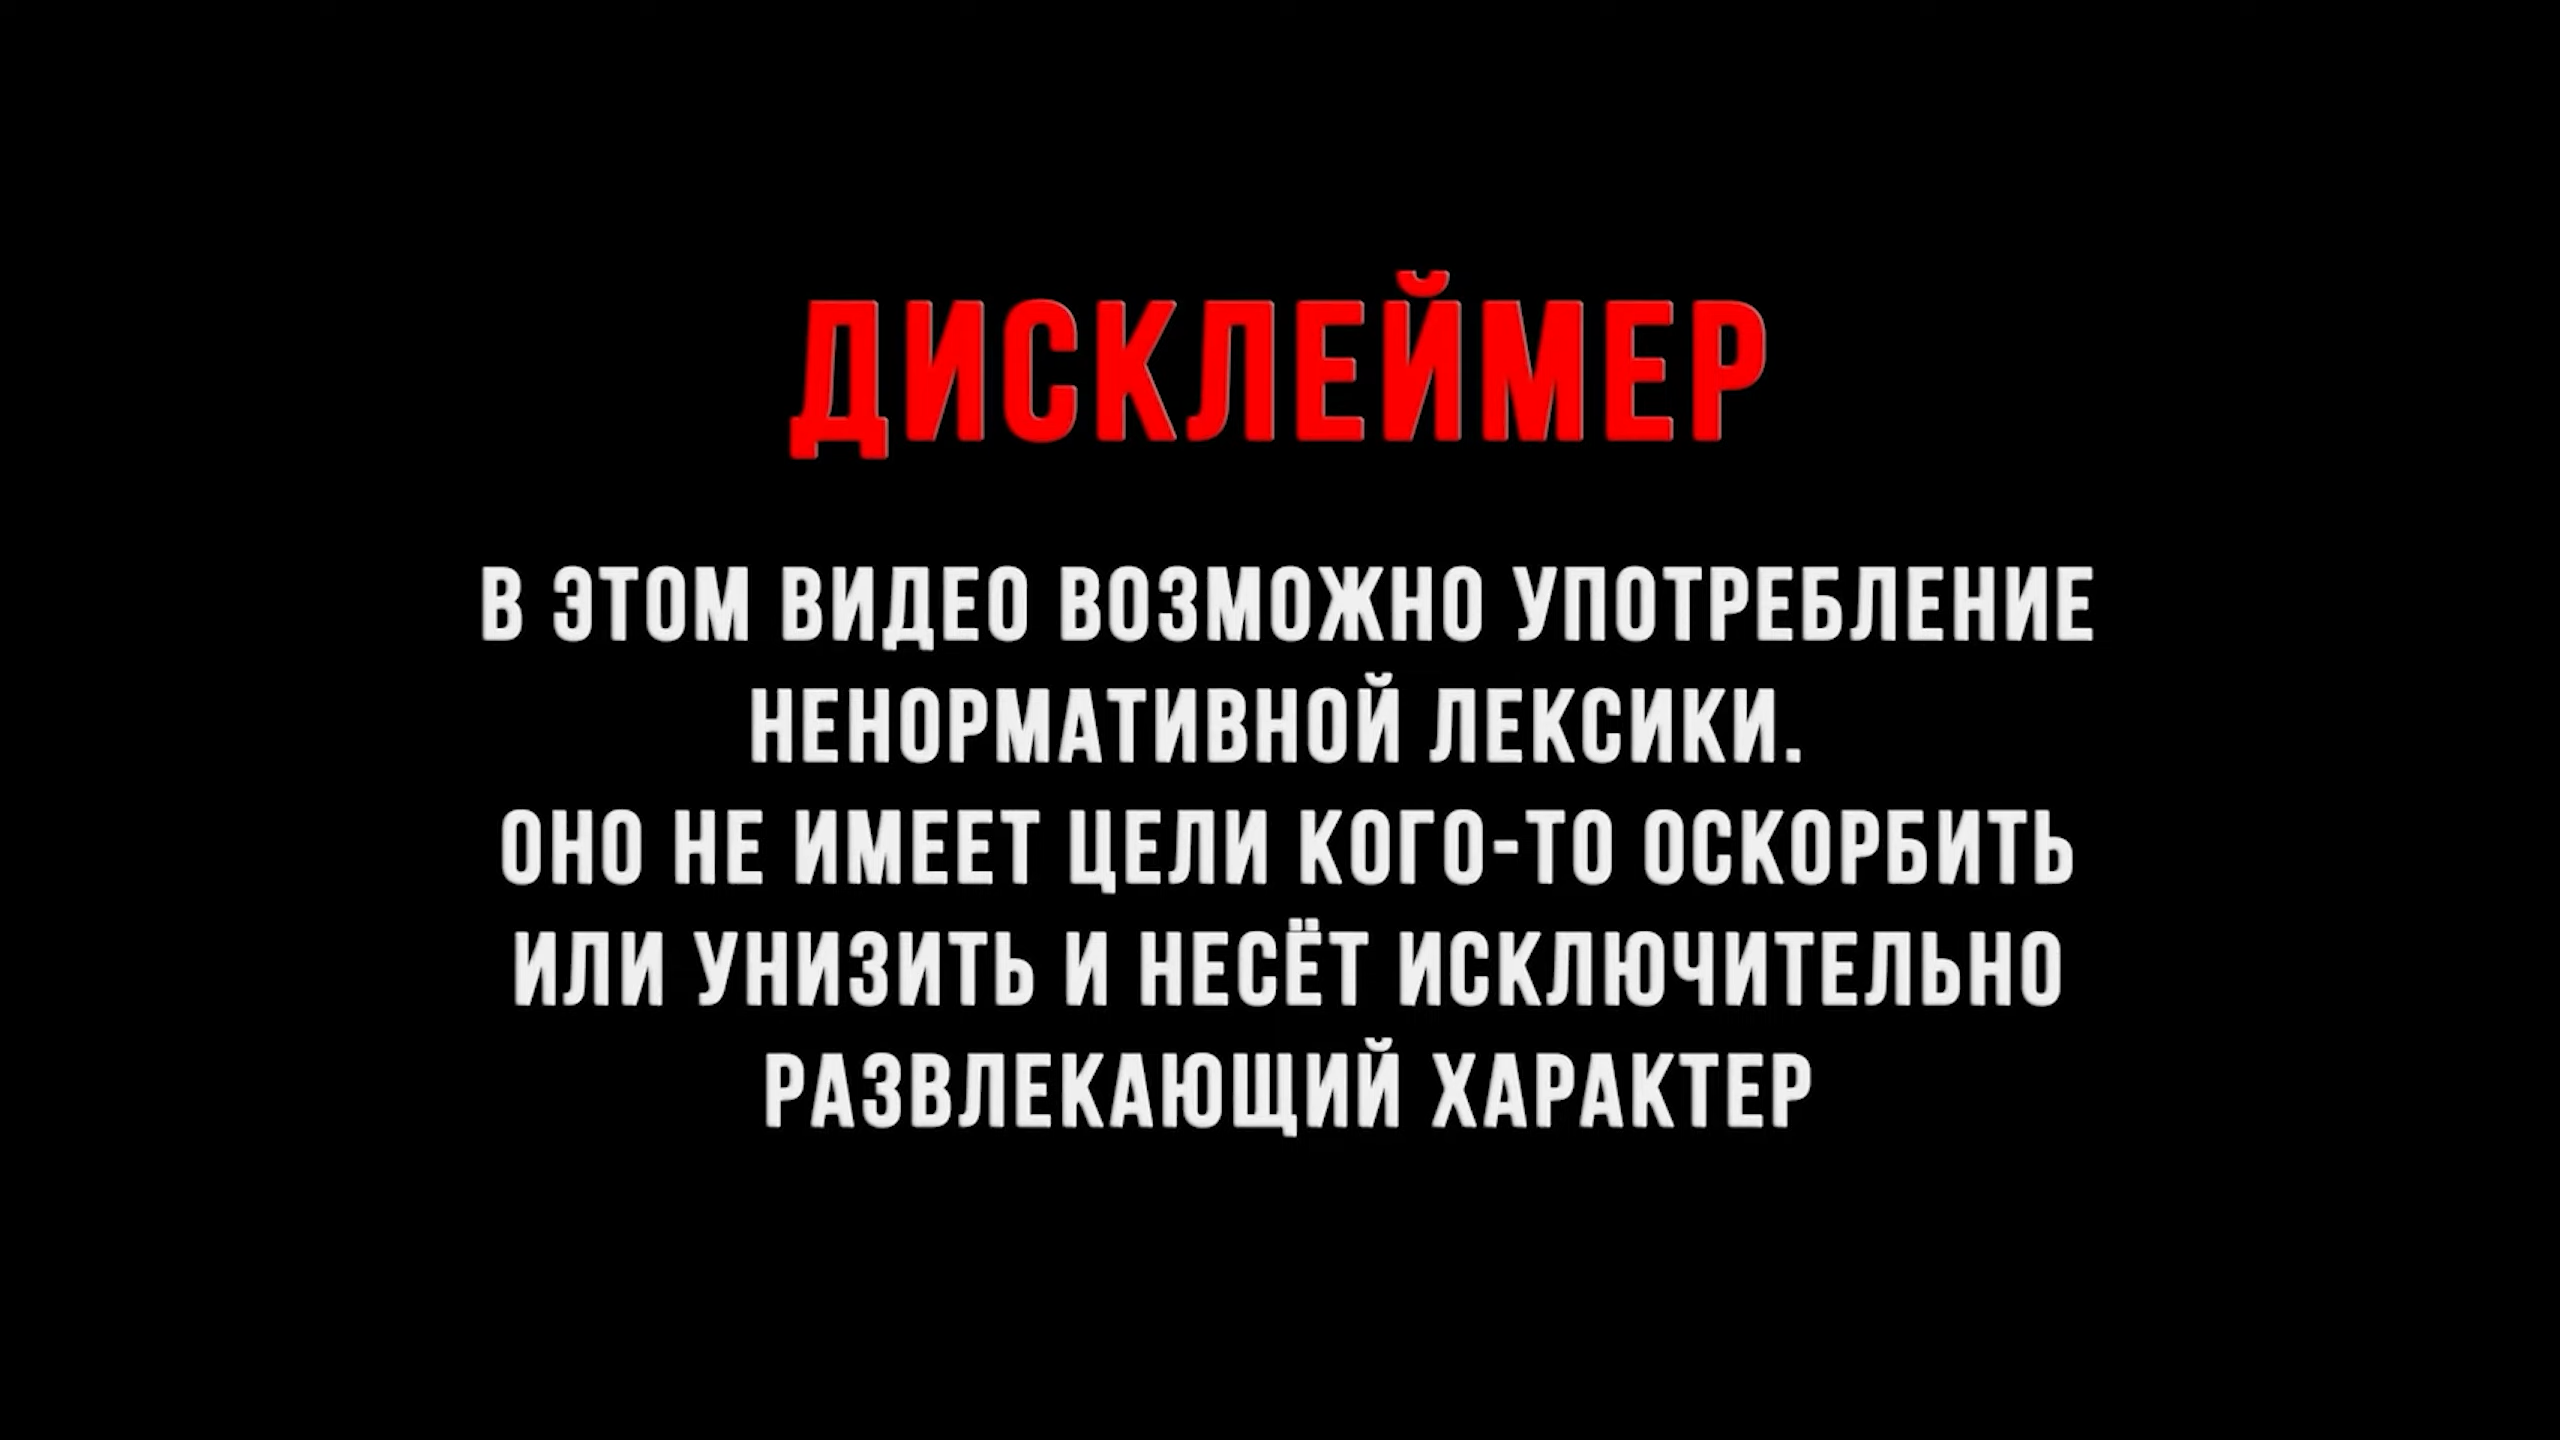 ДИСКЛЕЙМЕР
В ЭТОМ ВИДЕО ВОЗМОЖНО УПОТРЕБЛЕНИЕ
НЕНОРМАТИВНОЙ ЛЕКСИКИ.
ОНО НЕ ИМЕЕТ ЦЕЛИ КОГО-ТО ОСКОРБИТЬ
ИЛИ УНИЗИТЬ И НЕСЁТ ИСКЛЮЧИТЕЛЬНО
РАЗВЛЕКАЮЩИЙ ХАРАКТЕР